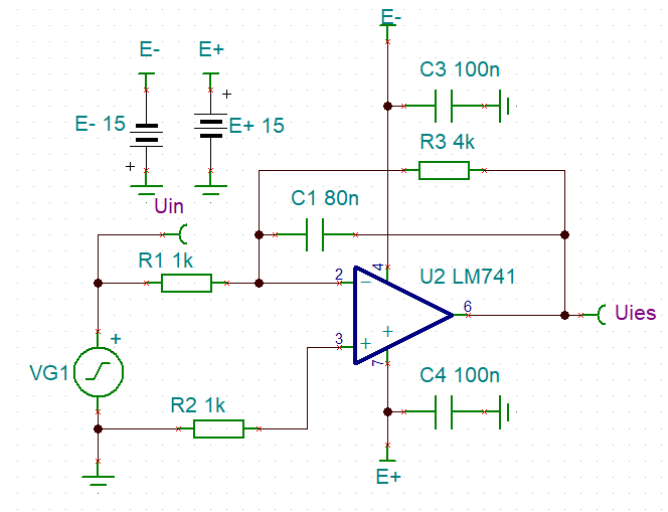 E-
E- E+
C3 100n
+
E- 15
E+ 15
+
R3 4k
C1 80n
Uin
R1 1k
4
U2 LM741
2
−
6
Uies
+
VG1
3
+
+
7
R2 1k
C4 100n
E+